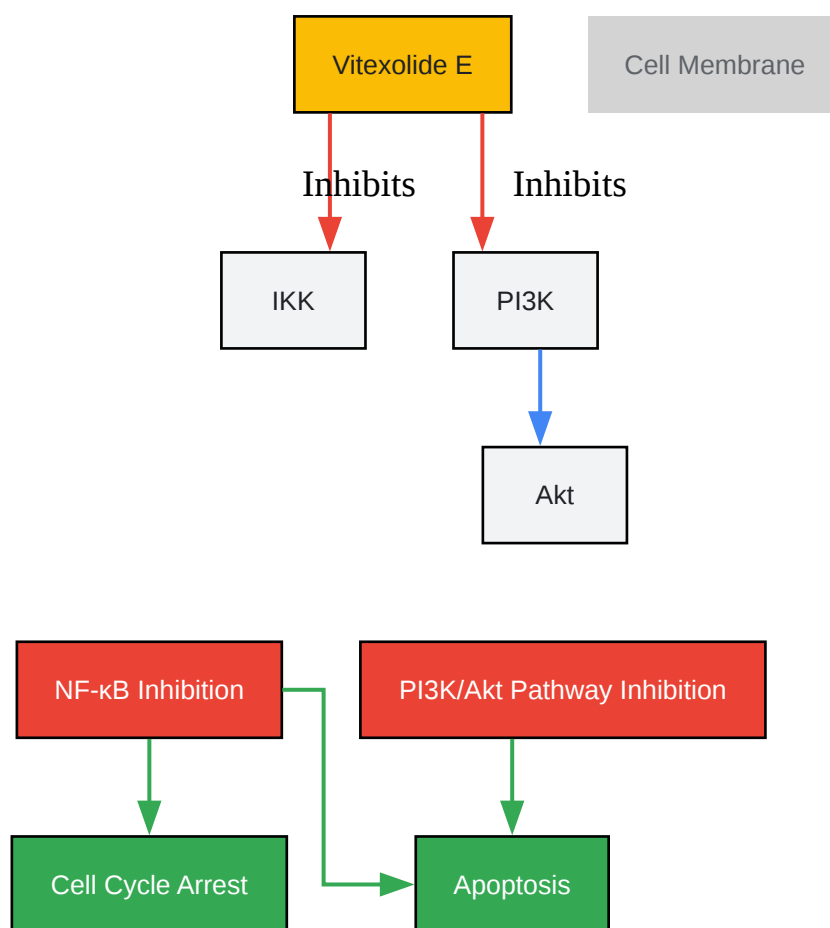 Vitexolide E
Cell Membrane
Inhibits
Inhibits
IKK
PI3K
Akt
NF-κB Inhibition
PI3K/Akt Pathway Inhibition
Cell Cycle Arrest
Apoptosis